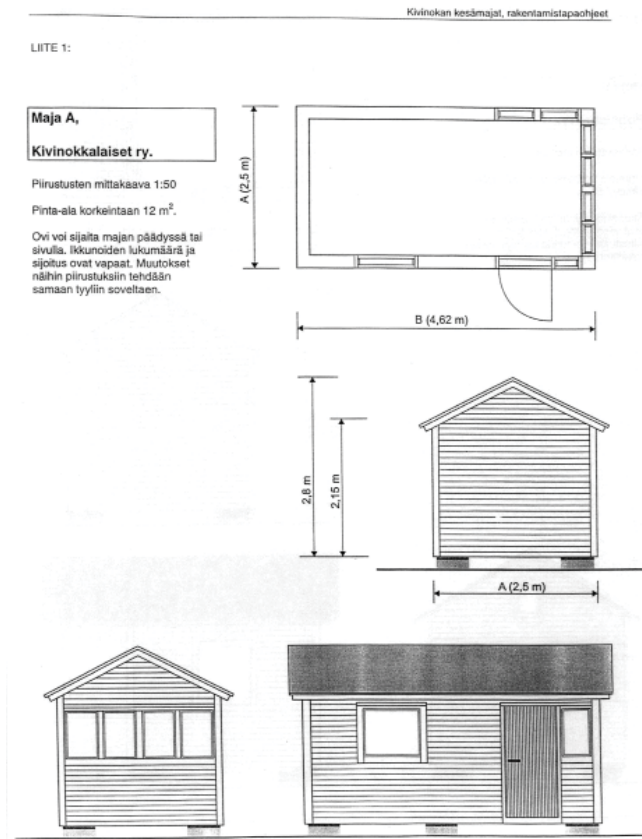 Kivinokan kesämajat, rakentamistapaohjeet
LIITE 1:
Maja A,
Kivinokkalaiset ry.
Piirustusten mittakaava 1:50
Pinta-ala korkeintaan 12 m².
Ovi voi sijaita majan päädyssä tai
sivulla. Ikkunoiden lukumäärä ja
sijoitus ovat vapaat. Muutokset
näihin piirustuksiin tehdään
samaan tyyliin soveltaen.
A (2,5 m)
B (4,62 m)
2,8 m
2,15 m
A (2,5 m)